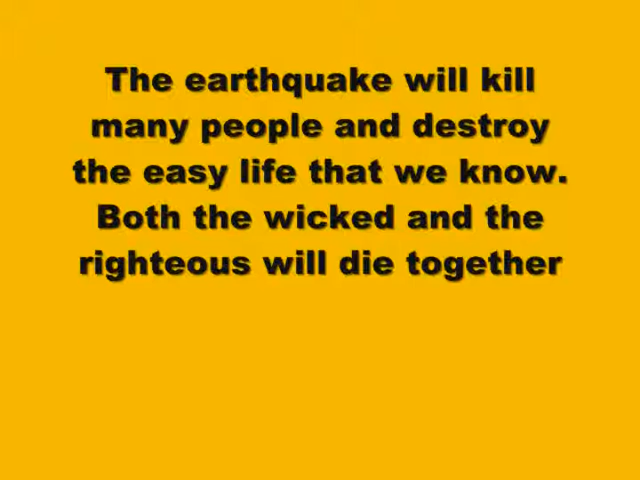 The earthquake will kill
many people and destroy
the easy life that we know.
Both the wicked and the
righteous will die together